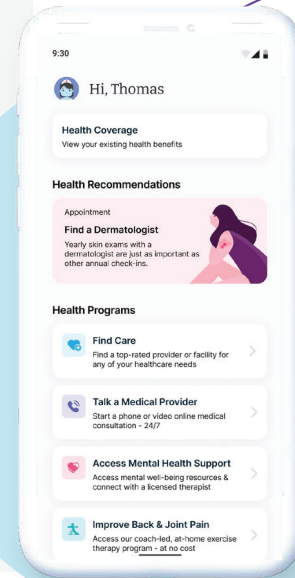 9:30
Hi, Thomas
Health Coverage
View your existing health benefits
Health Recommendations
Appointment
Find a Dermatologist
Yearly skin exams with a
dermatologist are just as important as
other annual check-ins.
Health Programs
Find Care
Find a top-rated provider or facility for
any of your healthcare needs
Talk a Medical Provider
Start a phone or video online medical
consultation - 24/7
Access Mental Health Support
Access mental well-being resources &
connect with a licensed therapist
Improve Back & Joint Pain
Access our coach-led, at-home exercise
therapy program - at no cost